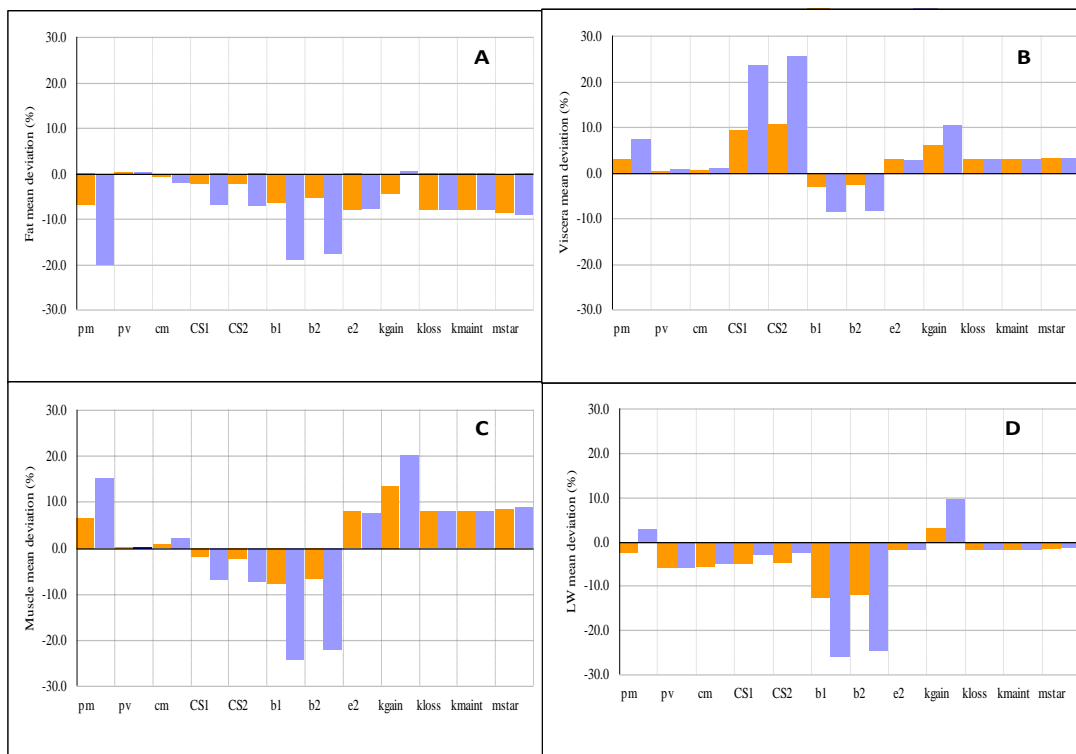 A
Fat mean deviation (%)
30.0
20.0
10.0
0.0
-10.0
-20.0
-30.0
pm pv cm CS1 CS2 b1 b2 e2 kgain kloss kmaint mstar
B
Viscera mean deviation (%)
30.0
20.0
10.0
0.0
-10.0
-20.0
-30.0
pm pv cm CS1 CS2 b1 b2 e2 kgain kloss kmaint mstar
C
Muscle mean deviation (%)
30.0
20.0
10.0
0.0
-10.0
-20.0
-30.0
pm pv cm CS1 CS2 b1 b2 e2 kgain kloss kmaint mstar
D
LW mean deviation (%)
30.0
20.0
10.0
0.0
-10.0
-20.0
-30.0
pm pv cm CS1 CS2 b1 b2 e2 kgain kloss kmaint mstar